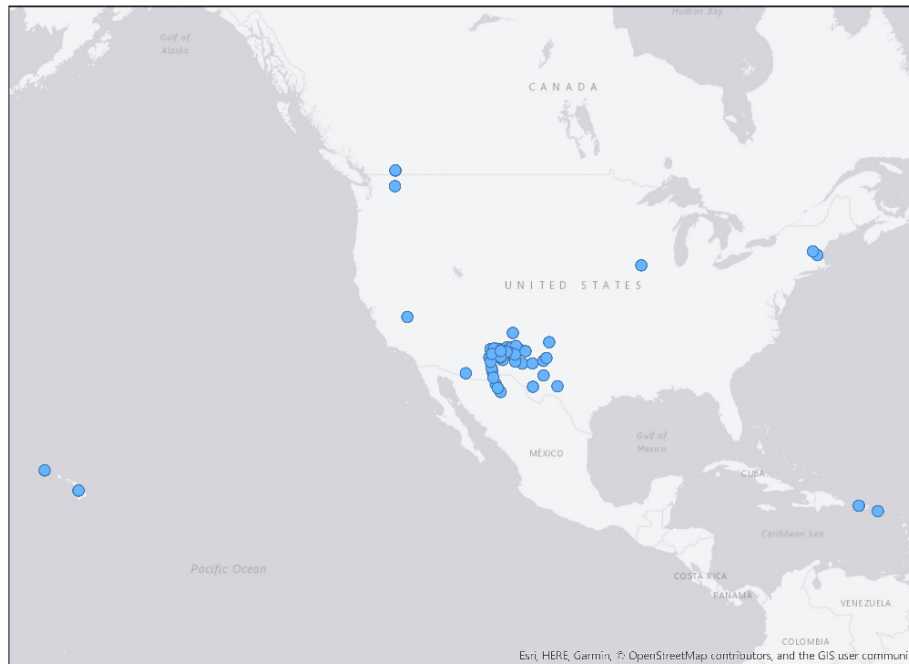 Hudson Bay
Gulf of
Alaska
CANADA
UNITED STATES
Gulf of
Mexico
MÉXICO
CUBA
Caribbean Sea
Pacific Ocean
COSTA RICA
PANAMA
VENEZUELA
COLOMBIA
Esri, HERE, Garmin, © OpenStreetMap contributors, and the GIS user communi